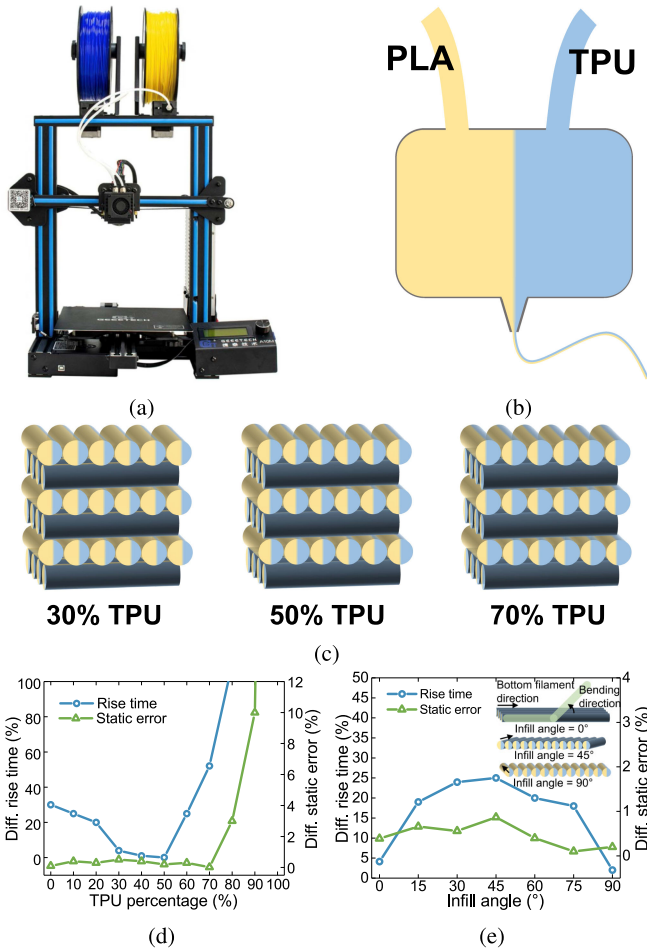 PLA
TPU
GEEETECH
GEEETECH
(a)
(b)
30% TPU
50% TPU
70% TPU
(c)
100
80
60
40
20
0
Diff. rise time (%)
Rise time
Static error
12
10
8
6
4
2
0
Diff. static error (%)
0 10 20 30 40 50 60 70 80 90 100
TPU percentage (%)
(d)
50
45
40
35
30
25
20
15
10
5
0
Diff. rise time (%)
Rise time
Static error
Bottom filament
direction
Bending
direction
Infill angle = 0°
Infill angle = 45°
Infill angle = 90°
4
3
2
1
0
Diff. static error (%)
0 15 30 45 60 75 90
Infill angle (°)
(e)